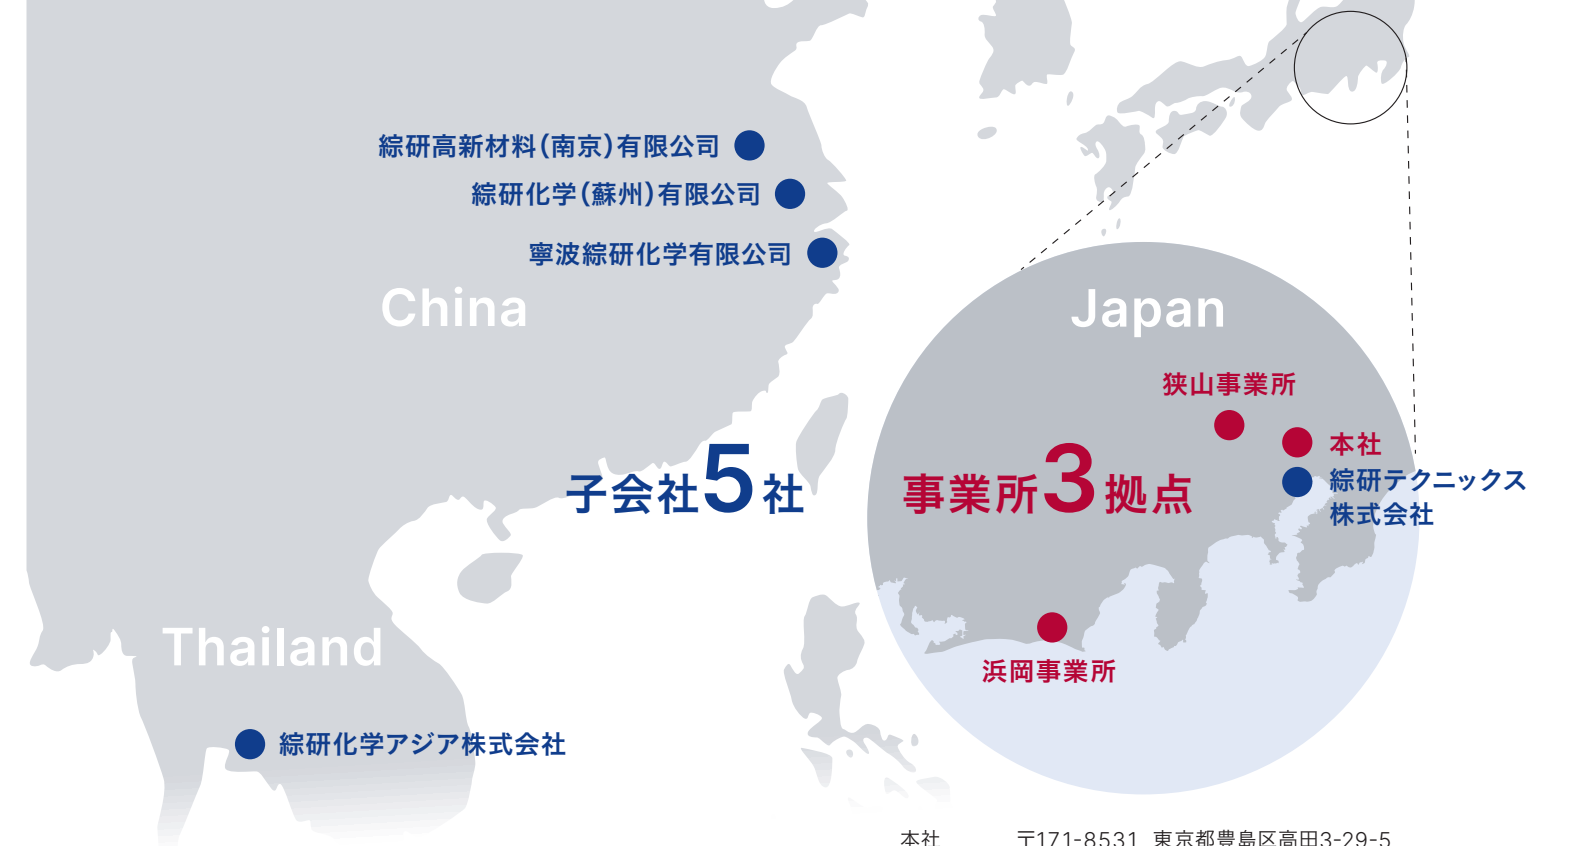 綜研高新材料(南京)有限公司
綜研化学(蘇州)有限公司
寧波綜研化学有限公司
China
Japan
狭山事業所
本社
子会社5社
事業所3拠点
綜研テクニックス
株式会社
Thailand
浜岡事業所
綜研化学アジア株式会社
本社 〒171-8531 東京都豊島区高田3-29-5